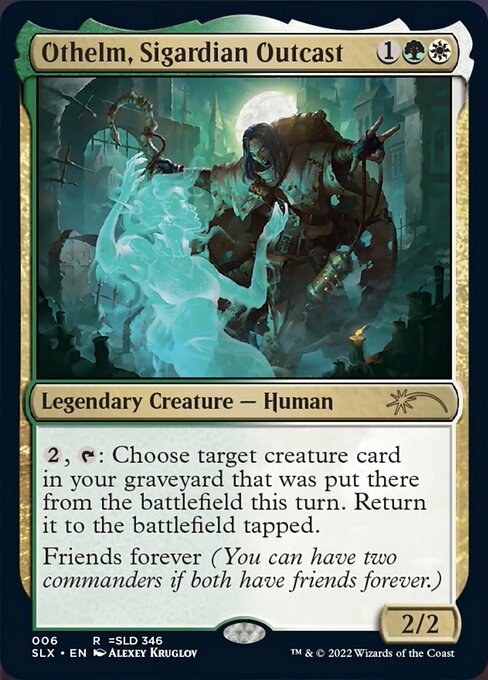 Othelm, Sigardian Outcast 1
Legendary Creature — Human
2, : Choose target creature card
in your graveyard that was put there
from the battlefield this turn. Return
it to the battlefield tapped.
Friends forever (You can have two
commanders if both have friends forever.)
2/2
006 R =SLD 346
SLX • EN Alexey Kruglov
™ & © 2022 Wizards of the Coast